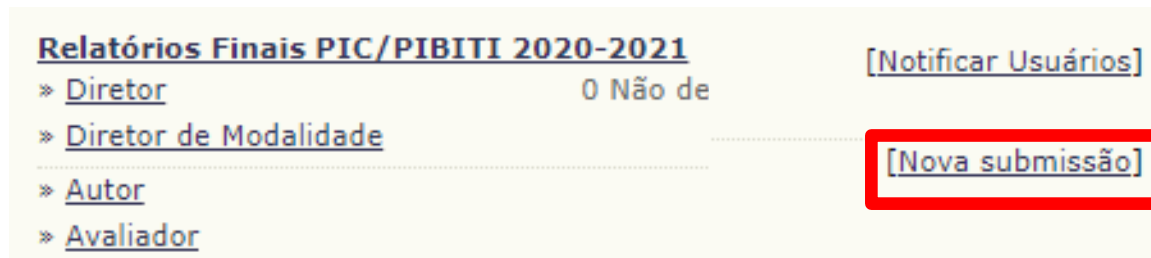 Relatórios Finais PIC/PIBITI 2020-2021
[Notificar Usuários]
» Diretor 0 Não de
» Diretor de Modalidade
[Nova submissão]
» Autor
» Avaliador